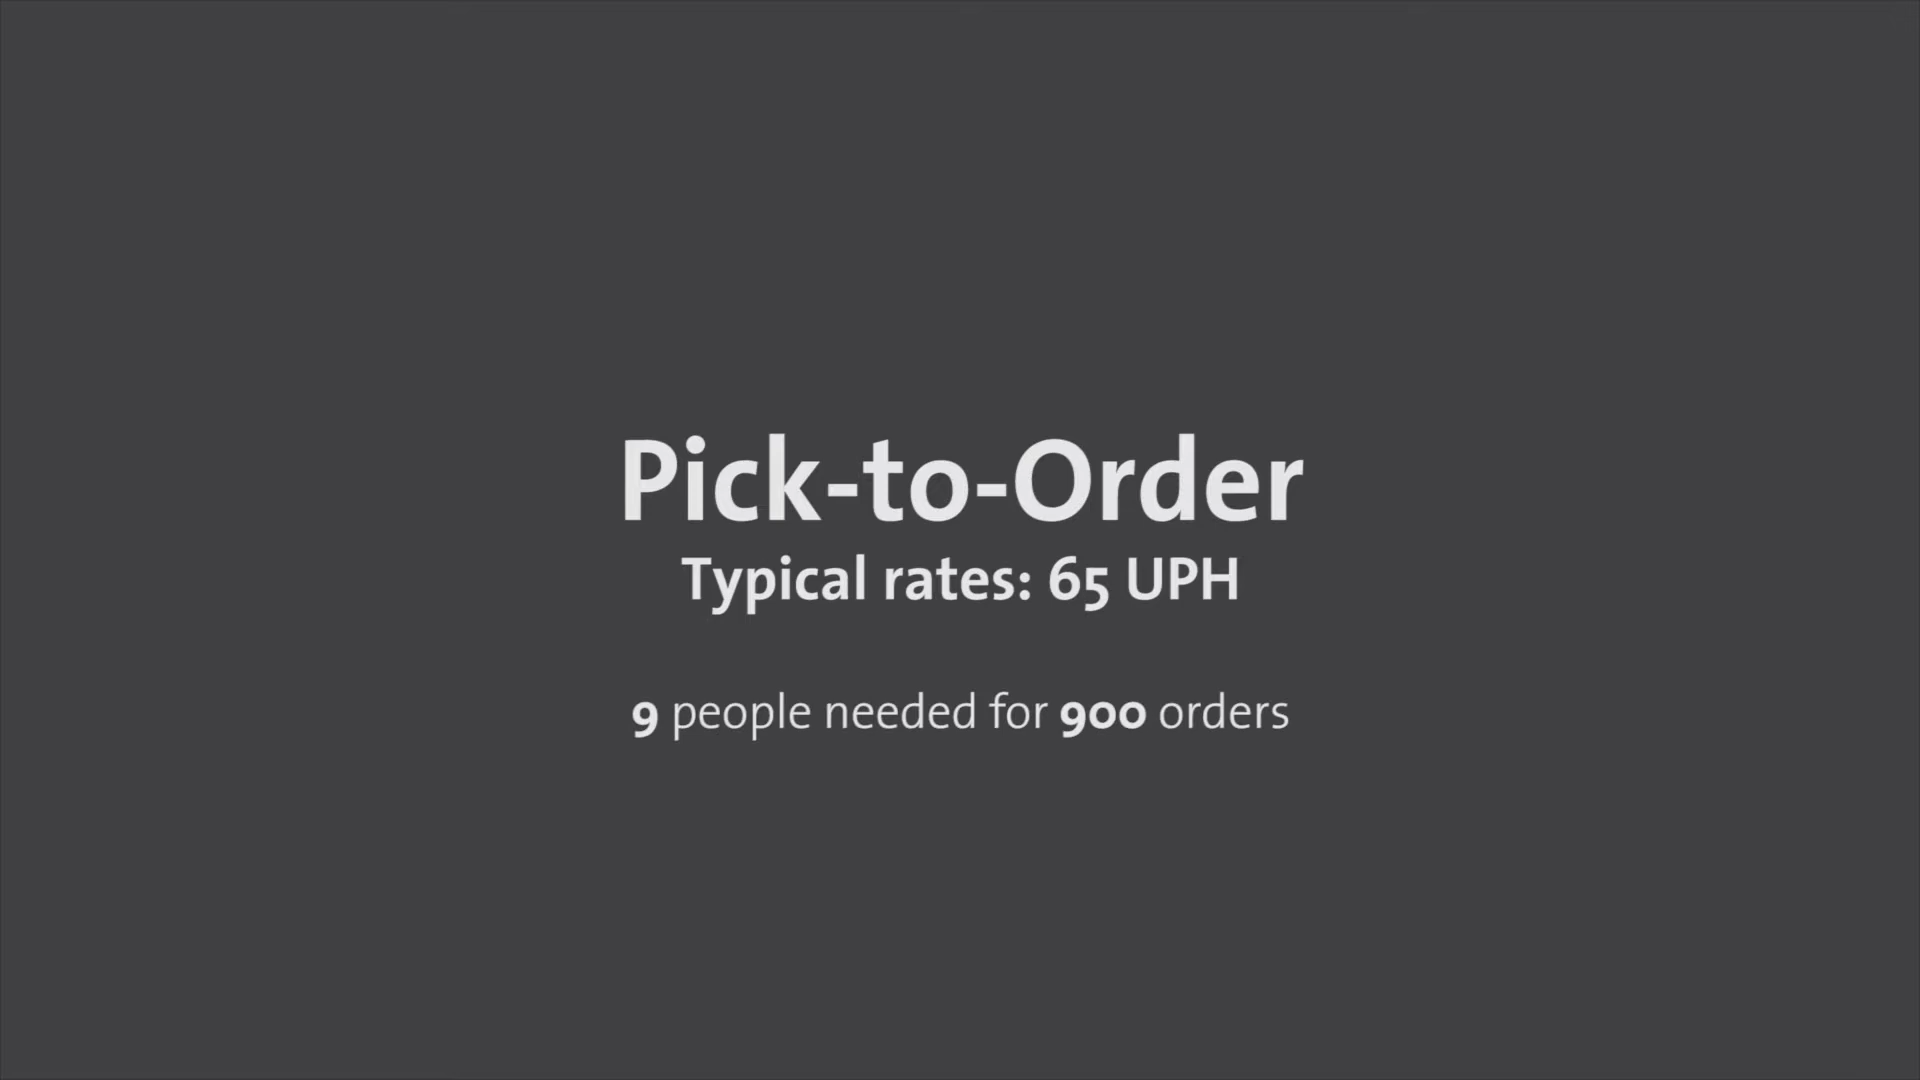 Pick-to-Order
Typical rates: 65 UPH
9 people needed for 900 orders